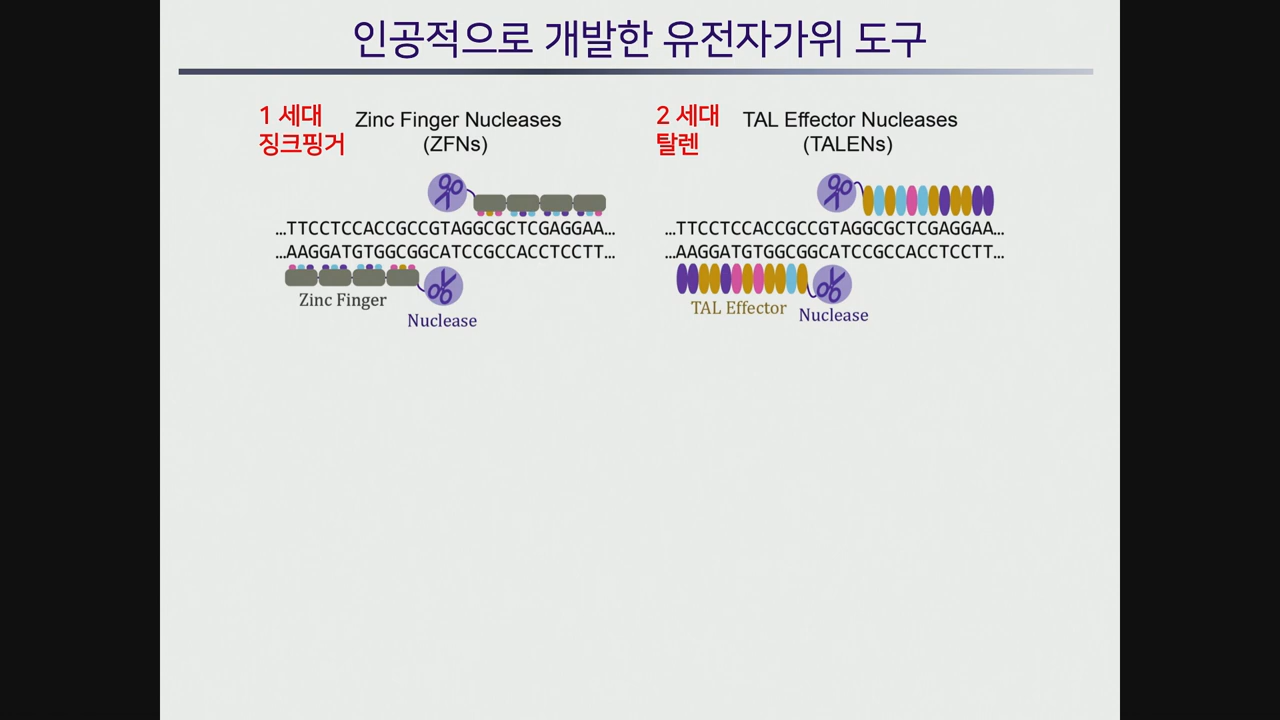 인공적으로 개발한 유전자가위 도구
1 세대
징크핑거
Zinc Finger Nucleases
(ZFNs)
...TTCCTCCACCGCCGTAGGCGCTCGAGGAA...
...AAGGATGTGGCGGCATCCGCCACCTCCTT...
Zinc Finger
Nuclease
2 세대
탈렌
TAL Effector Nucleases
(TALENs)
...TTCCTCCACCGCCGTAGGCGCTCGAGGAA...
...AAGGATGTGGCGGCATCCGCCACCTCCTT...
TAL Effector
Nuclease